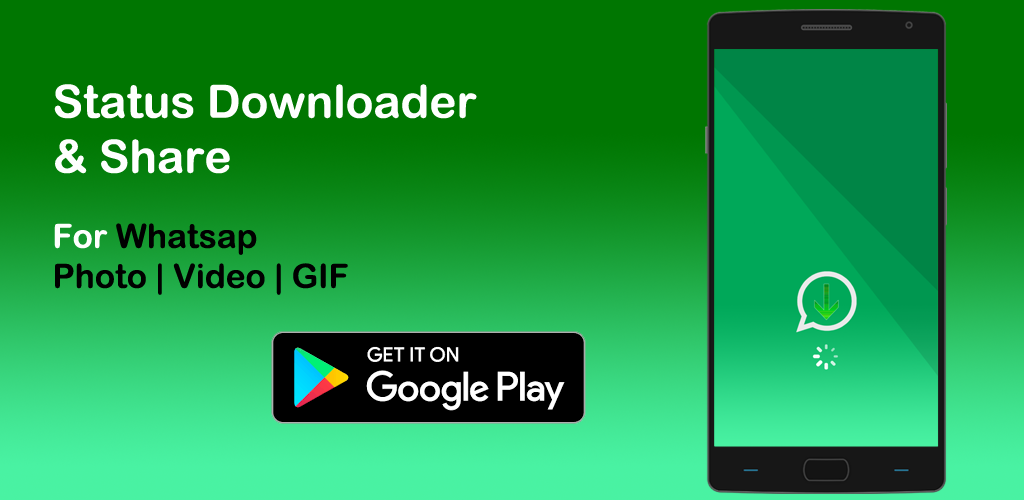 Status Downloader
& Share
For Whatsap
Photo | Video | GIF
GET IT ON
Google Play